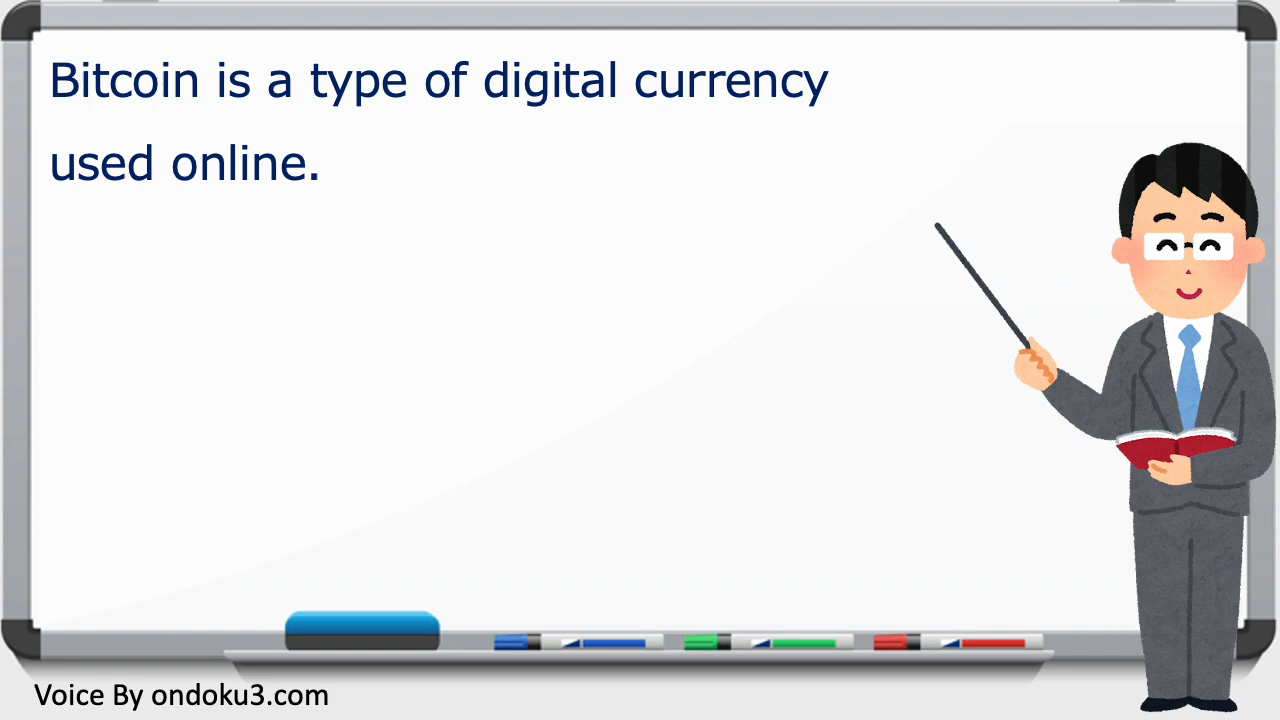 Bitcoin is a type of digital currency
used online.
Voice By ondoku3.com